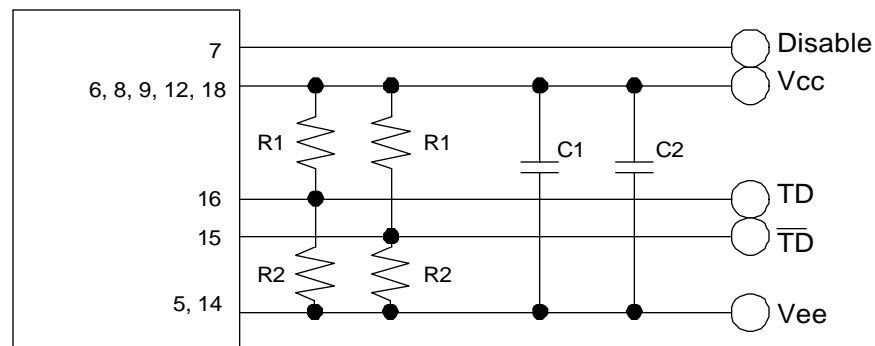 7 Disable
6, 8, 9, 12, 18 Vcc
R1 R1 C1 C2
16 TD
15 T̅D̅
R2 R2
5, 14 Vee